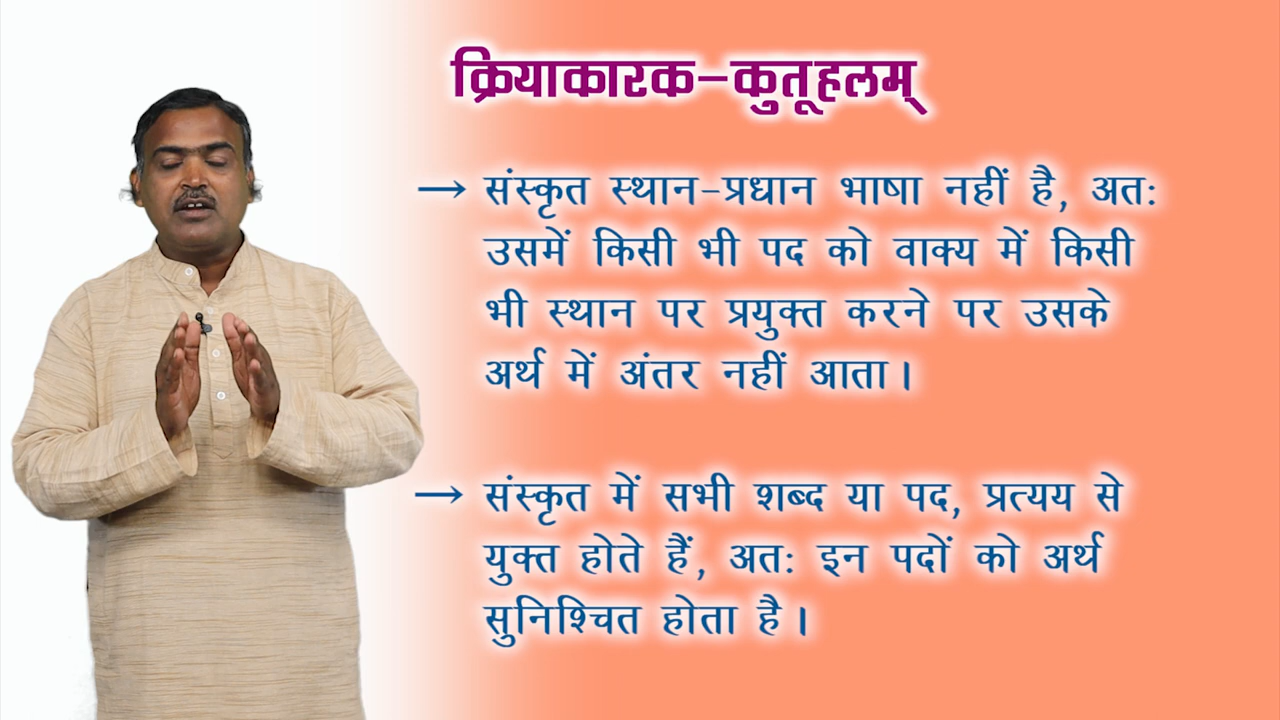 क्रियाकारक-कुतूहलम्
→ संस्कृत स्थान-प्रधान भाषा नहीं है, अतः
उसमें किसी भी पद को वाक्य में किसी
भी स्थान पर प्रयुक्त करने पर उसके
अर्थ में अंतर नहीं आता।
→ संस्कृत में सभी शब्द या पद, प्रत्यय से
युक्त होते हैं, अतः इन पदों को अर्थ
सुनिश्चित होता है।